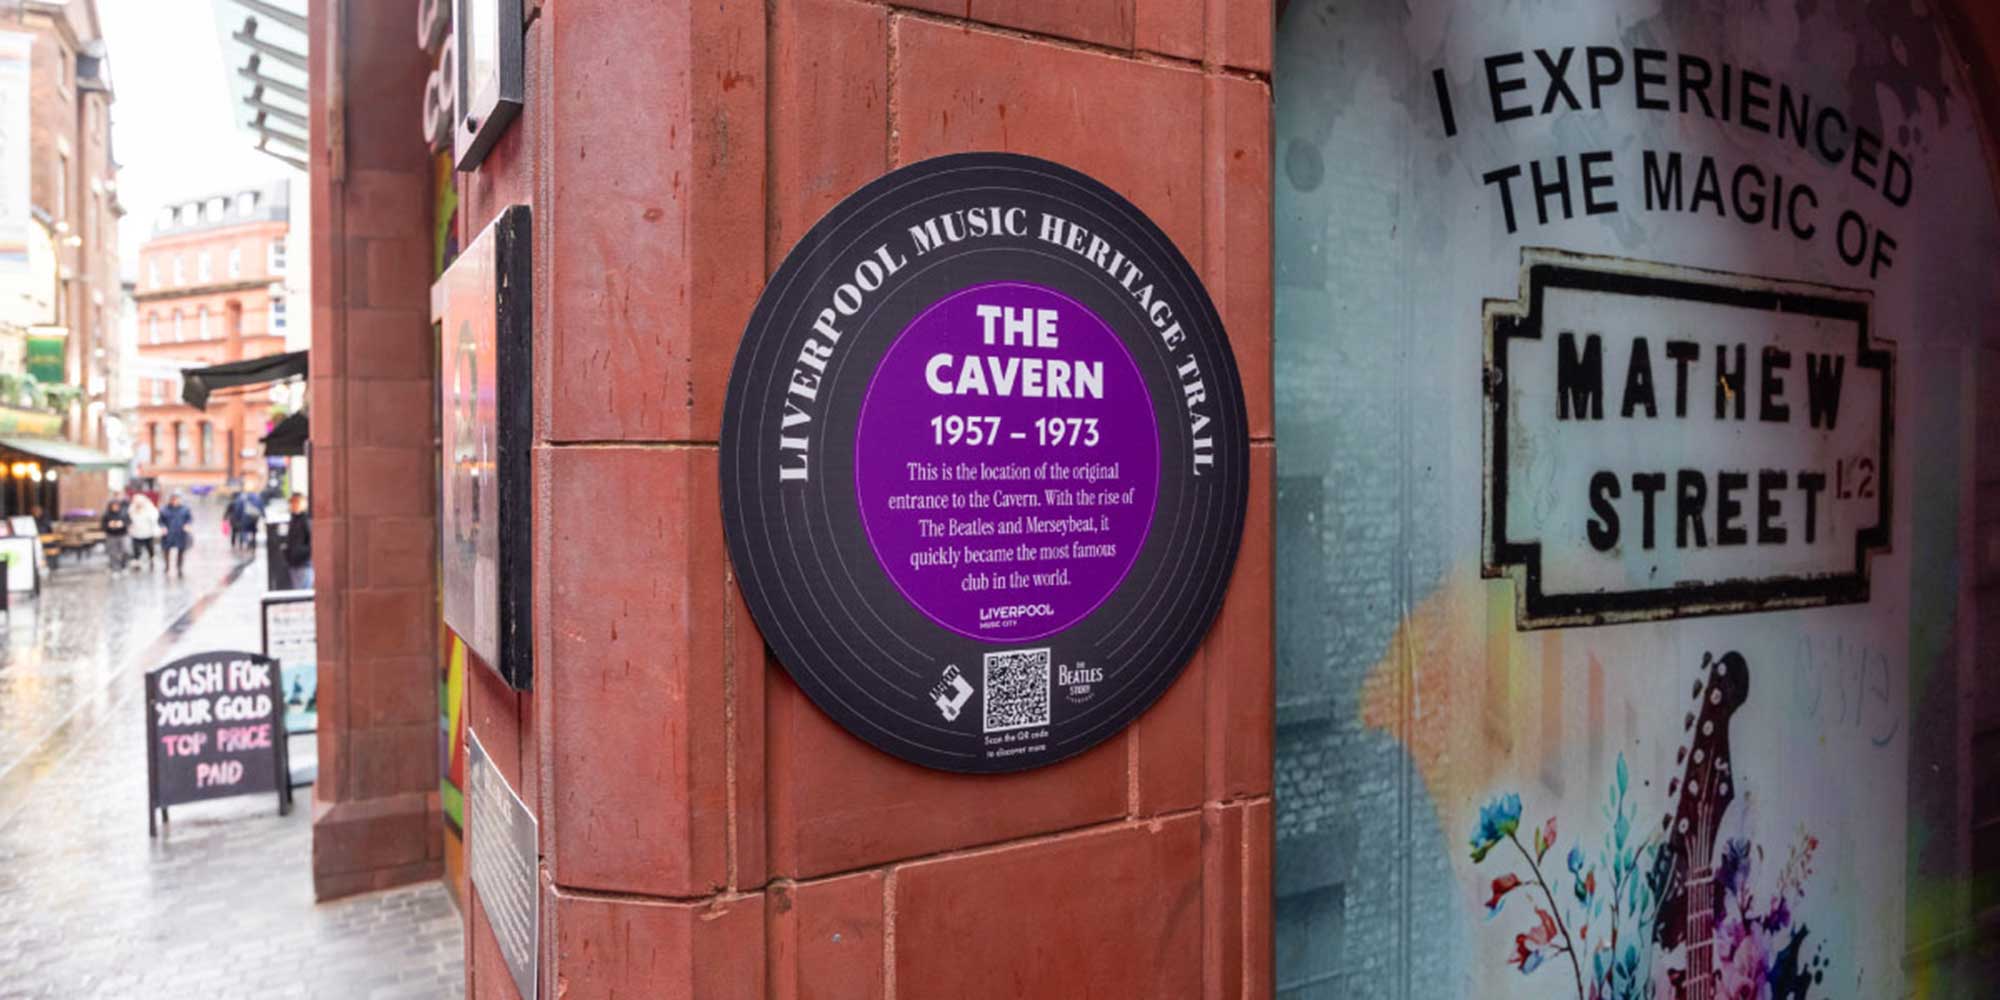 LIVERPOOL MUSIC HERITAGE TRAIL
THE
CAVERN
1957 – 1973
This is the location of the original
entrance to the Cavern. With the rise of
The Beatles and Merseybeat, it
quickly became the most famous
club in the world.
LIVERPOOL
MUSIC CITY
THE
BEATLES
STORY
Scan the QR code
to discover more
I EXPERIENCED
THE MAGIC OF
MATHEW
STREET L2
CASH FOR
YOUR GOLD
TOP PRICE
PAID